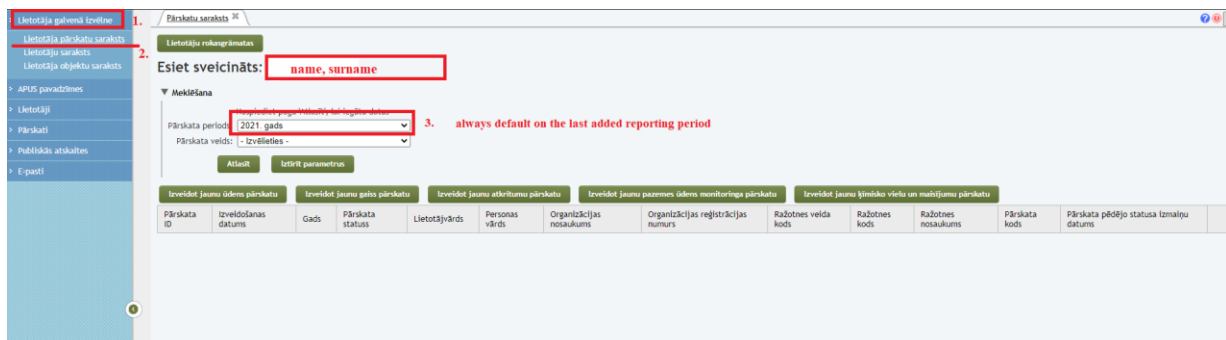 Lietotāja galvenā izvēlne
1.
Lietotāja pārskatu saraksts
2.
Lietotāju saraksts
Lietotāja objektu saraksts
APUS pavadzīmes
Lietotāji
Pārskati
Publiskās atskaites
E-pasti
Pārskatu saraksts
Lietotāju rokasgrāmatas
Esiet sveicināts:
name, surname
Meklēšana
Pārskata periods: 2021. gads
3. always default on the last added reporting period
Pārskata veids: - Izvēlieties -
Atlasīt Iztīrīt parametrus
Izveidot jaunu ūdens pārskatu Izveidot jaunu gaiss pārskatu Izveidot jaunu atkritumu pārskatu Izveidot jaunu pazemes ūdens monitoringa pārskatu Izveidot jaunu ķīmisko vielu un maisījumu pārskatu
Pārskata ID Izveidošanas datums Gads Pārskata statuss Lietotājvārds Personas vārds Organizācijas nosaukums Organizācijas reģistrācijas numurs Ražotnes veida kods Ražotnes kods Ražotnes nosaukums Pārskata kods Pārskata pēdējo statusa izmaiņu datums